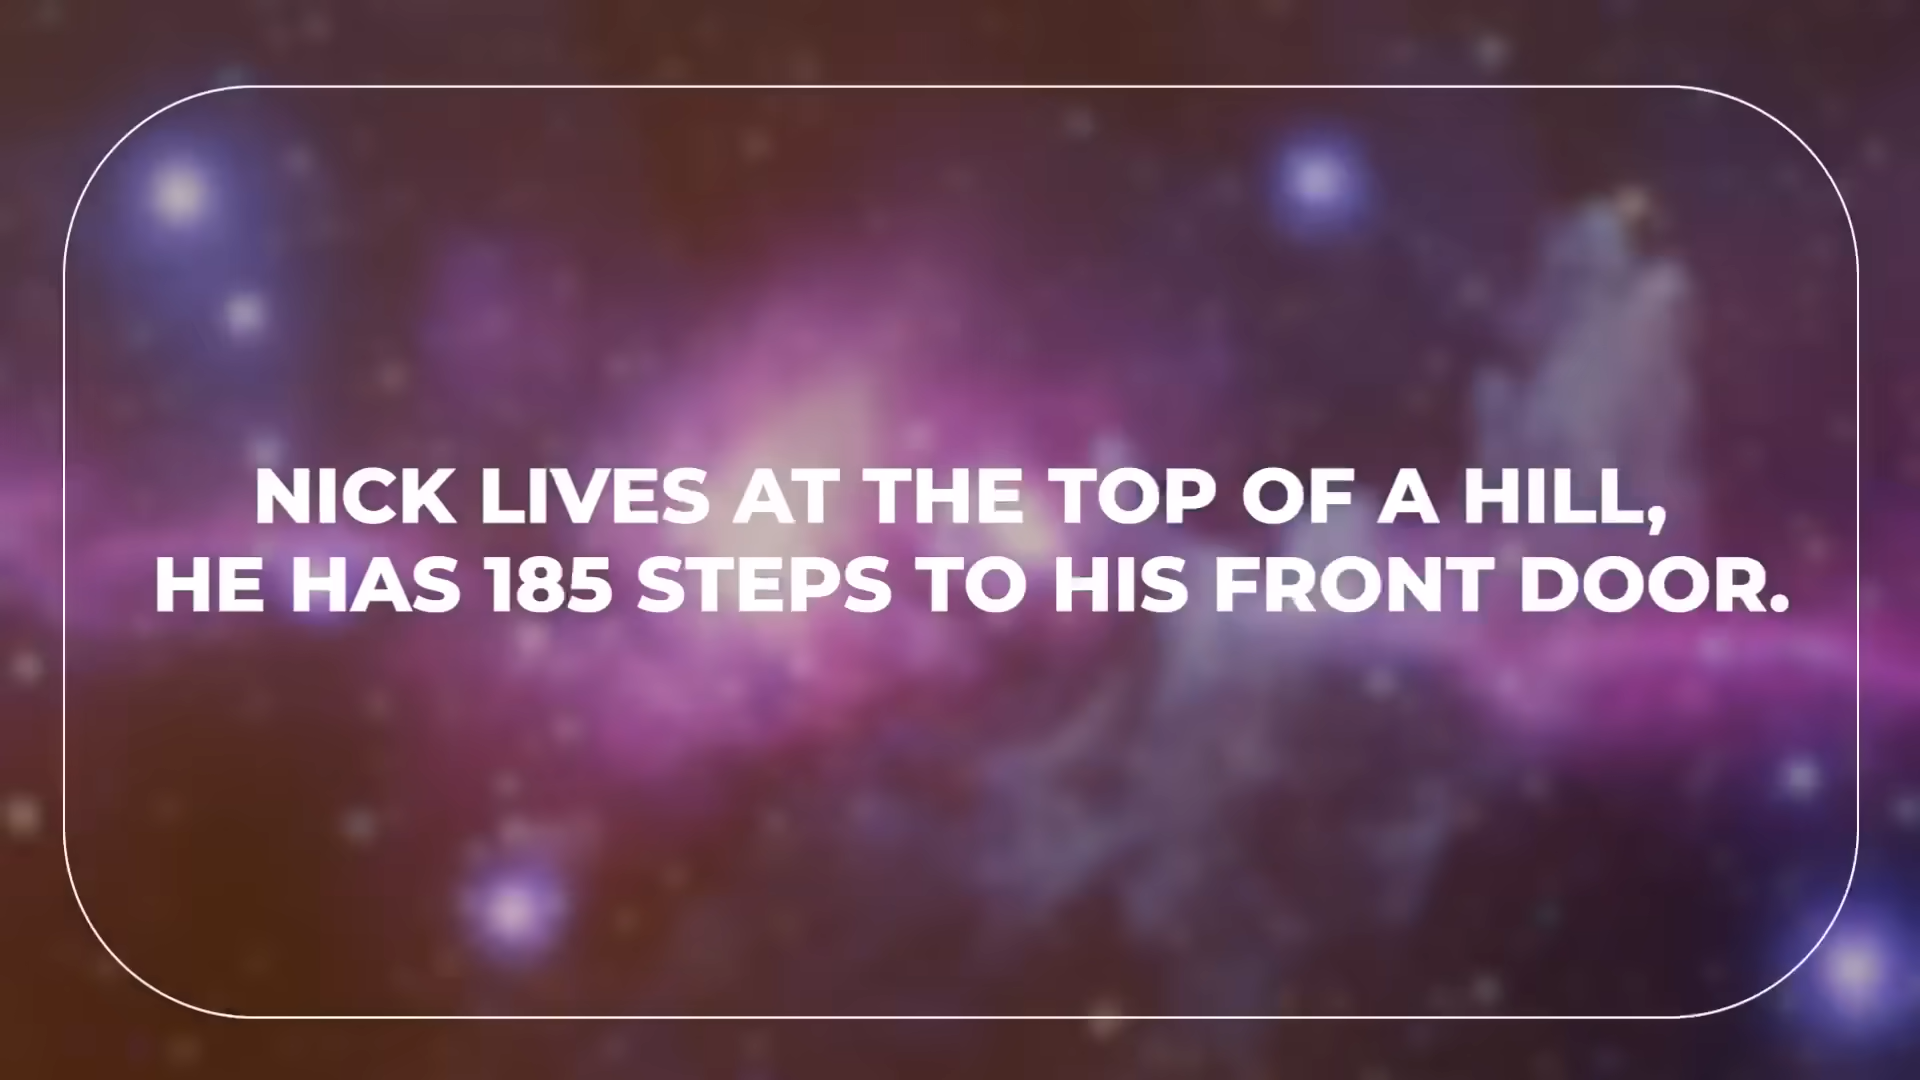 NICK LIVES AT THE TOP OF A HILL,
HE HAS 185 STEPS TO HIS FRONT DOOR.